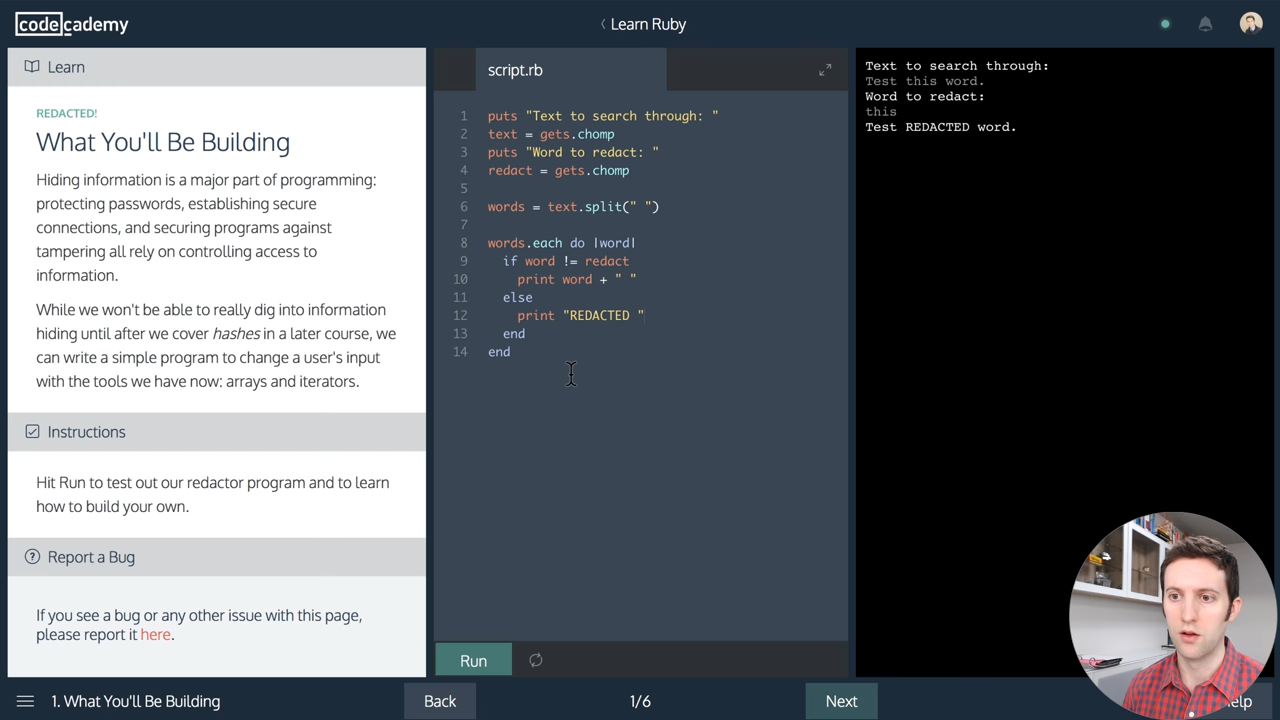 codecademy
Learn Ruby
Learn
REDACTED!
What You'll Be Building
Hiding information is a major part of programming:
protecting passwords, establishing secure
connections, and securing programs against
tampering all rely on controlling access to
information.
While we won't be able to really dig into information
hiding until after we cover hashes in a later course, we
can write a simple program to change a user's input
with the tools we have now: arrays and iterators.
Instructions
Hit Run to test out our redactor program and to learn
how to build your own.
Report a Bug
If you see a bug or any other issue with this page,
please report it here.
script.rb
1 puts "Text to search through: "
2 text = gets.chomp
3 puts "Word to redact: "
4 redact = gets.chomp
5
6 words = text.split(" ")
7
8 words.each do |word|
9 if word != redact
10 print word + " "
11 else
12 print "REDACTED "
13 end
14 end
Run
Text to search through:
Test this word.
Word to redact:
this
Test REDACTED word.
1. What You'll Be Building
Back
1/6
Next
elp